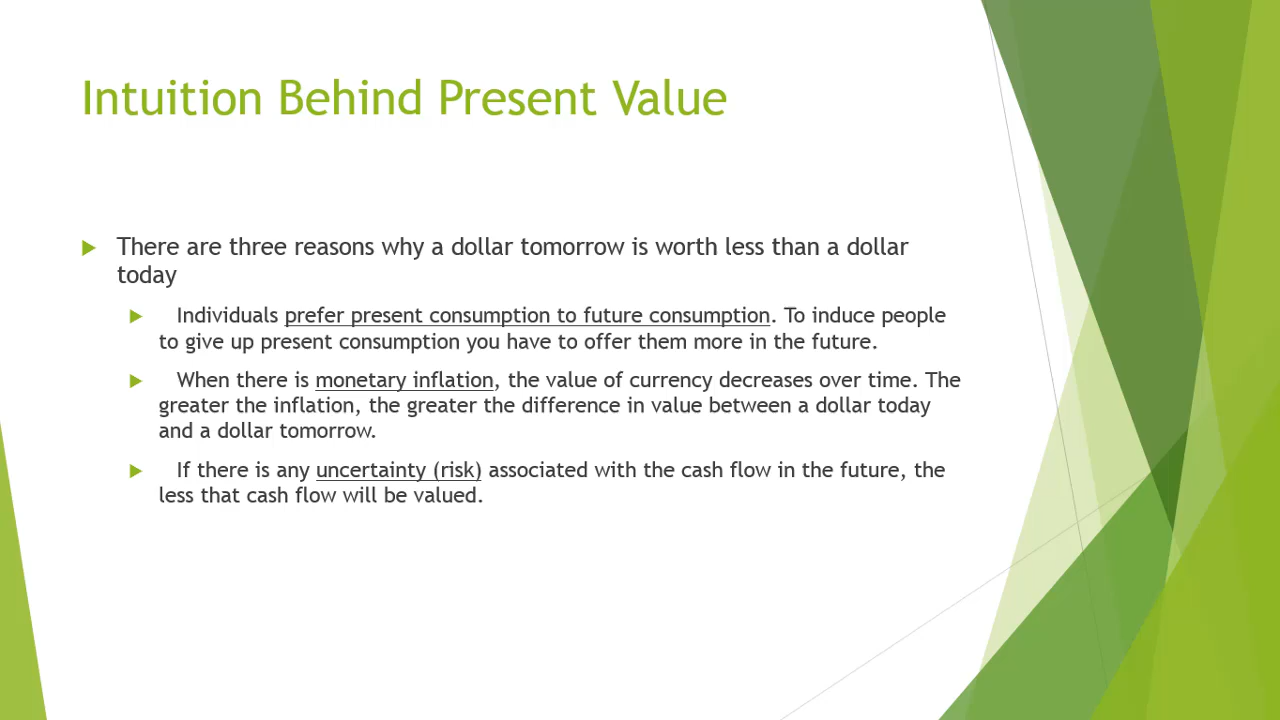 Intuition Behind Present Value
There are three reasons why a dollar tomorrow is worth less than a dollar
today
Individuals prefer present consumption to future consumption. To induce people
to give up present consumption you have to offer them more in the future.
When there is monetary inflation, the value of currency decreases over time. The
greater the inflation, the greater the difference in value between a dollar today
and a dollar tomorrow.
If there is any uncertainty (risk) associated with the cash flow in the future, the
less that cash flow will be valued.